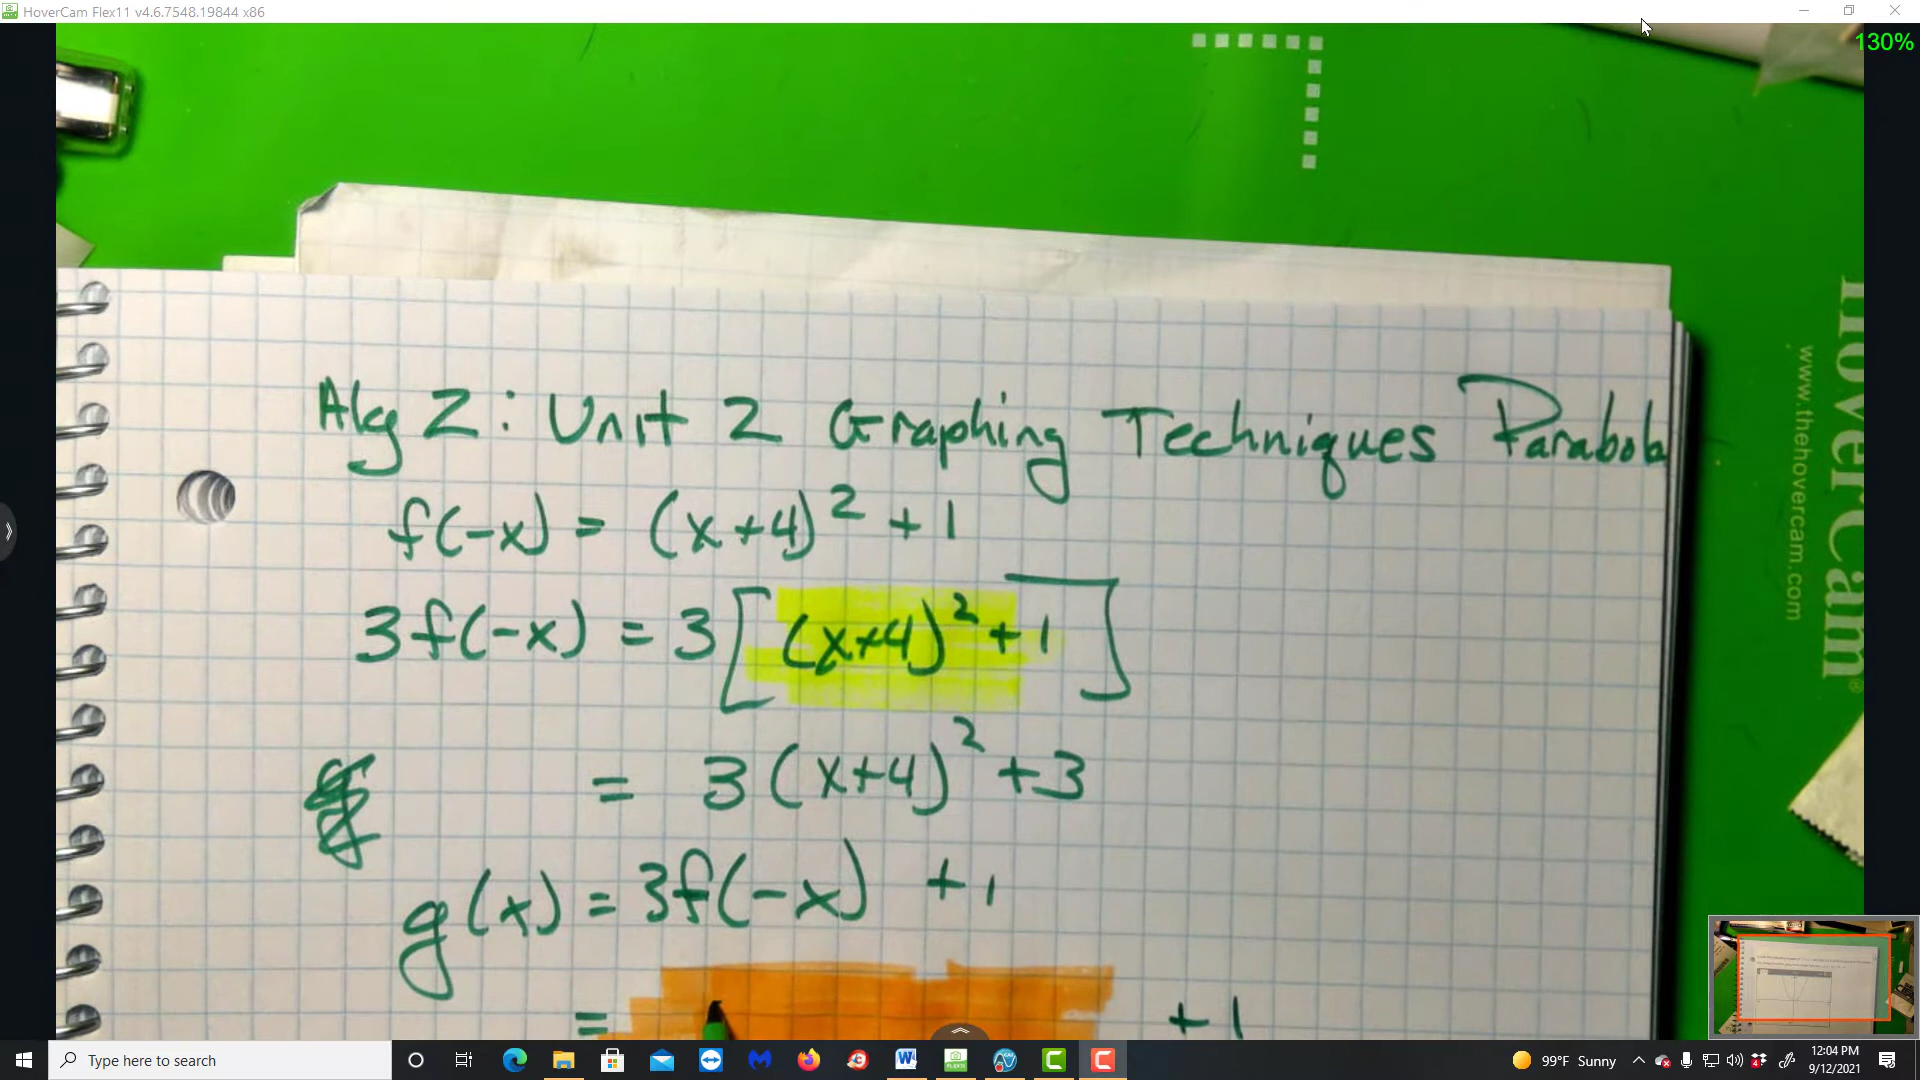 HoverCam Flex11 v4.6.7548.19844 x86
130%
Alg 2: Unit 2 Graphing Techniques Parabola
f(-x) = (x+4)² + 1
3f(-x) = 3[(x+4)² + 1]
= 3(x+4)² + 3
g(x) = 3f(-x) + 1
= + 1
HoverCam®
www.thehovercam.com
Type here to search
99°F Sunny
12:04 PM
9/12/2021